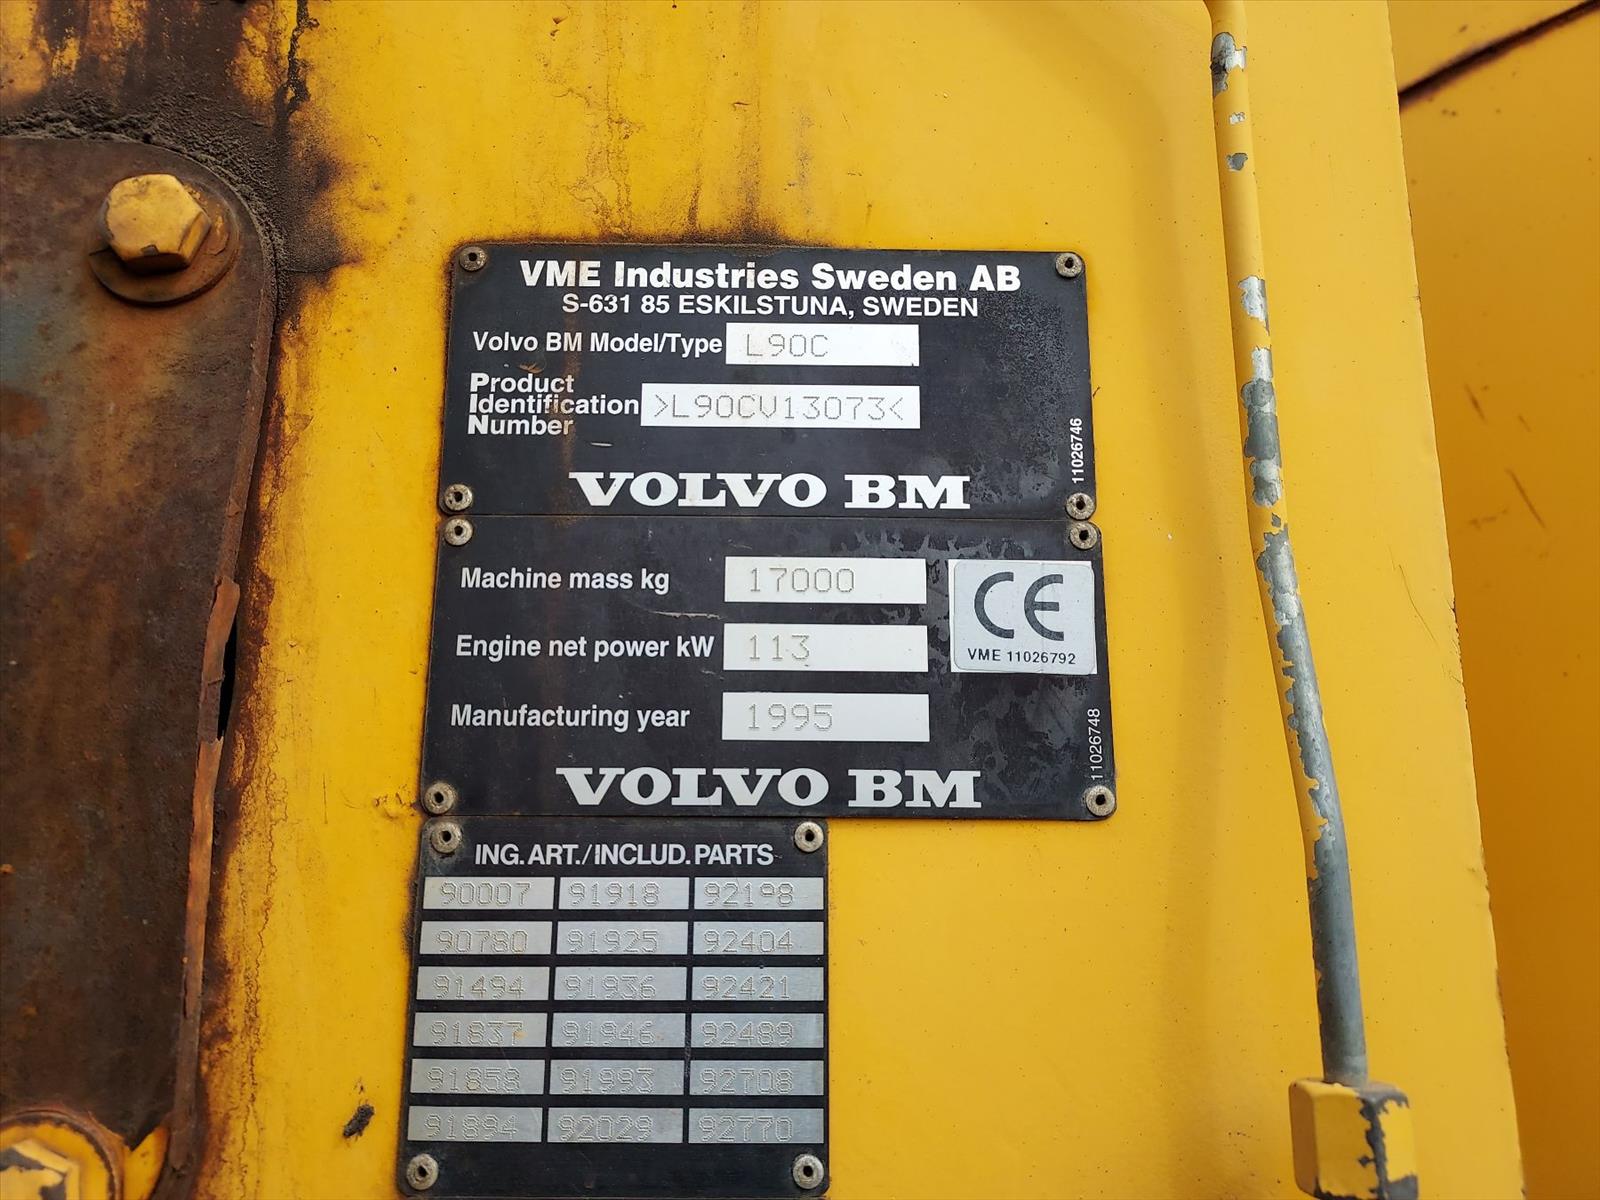 VME Industries Sweden AB
S-631 85 ESKILSTUNA, SWEDEN
Volvo BM Model/Type L90C
Product
Identification >L90CV13073<
Number
11026746
VOLVO BM
Machine mass kg 17000
CE
VME 11026792
Engine net power kW 113
Manufacturing year 1995
11026748
VOLVO BM
ING. ART./INCLUD. PARTS
90007 91918 92198
90780 91925 92404
91494 91936 92421
91837 91946 92489
91858 91993 92708
91894 92029 92770